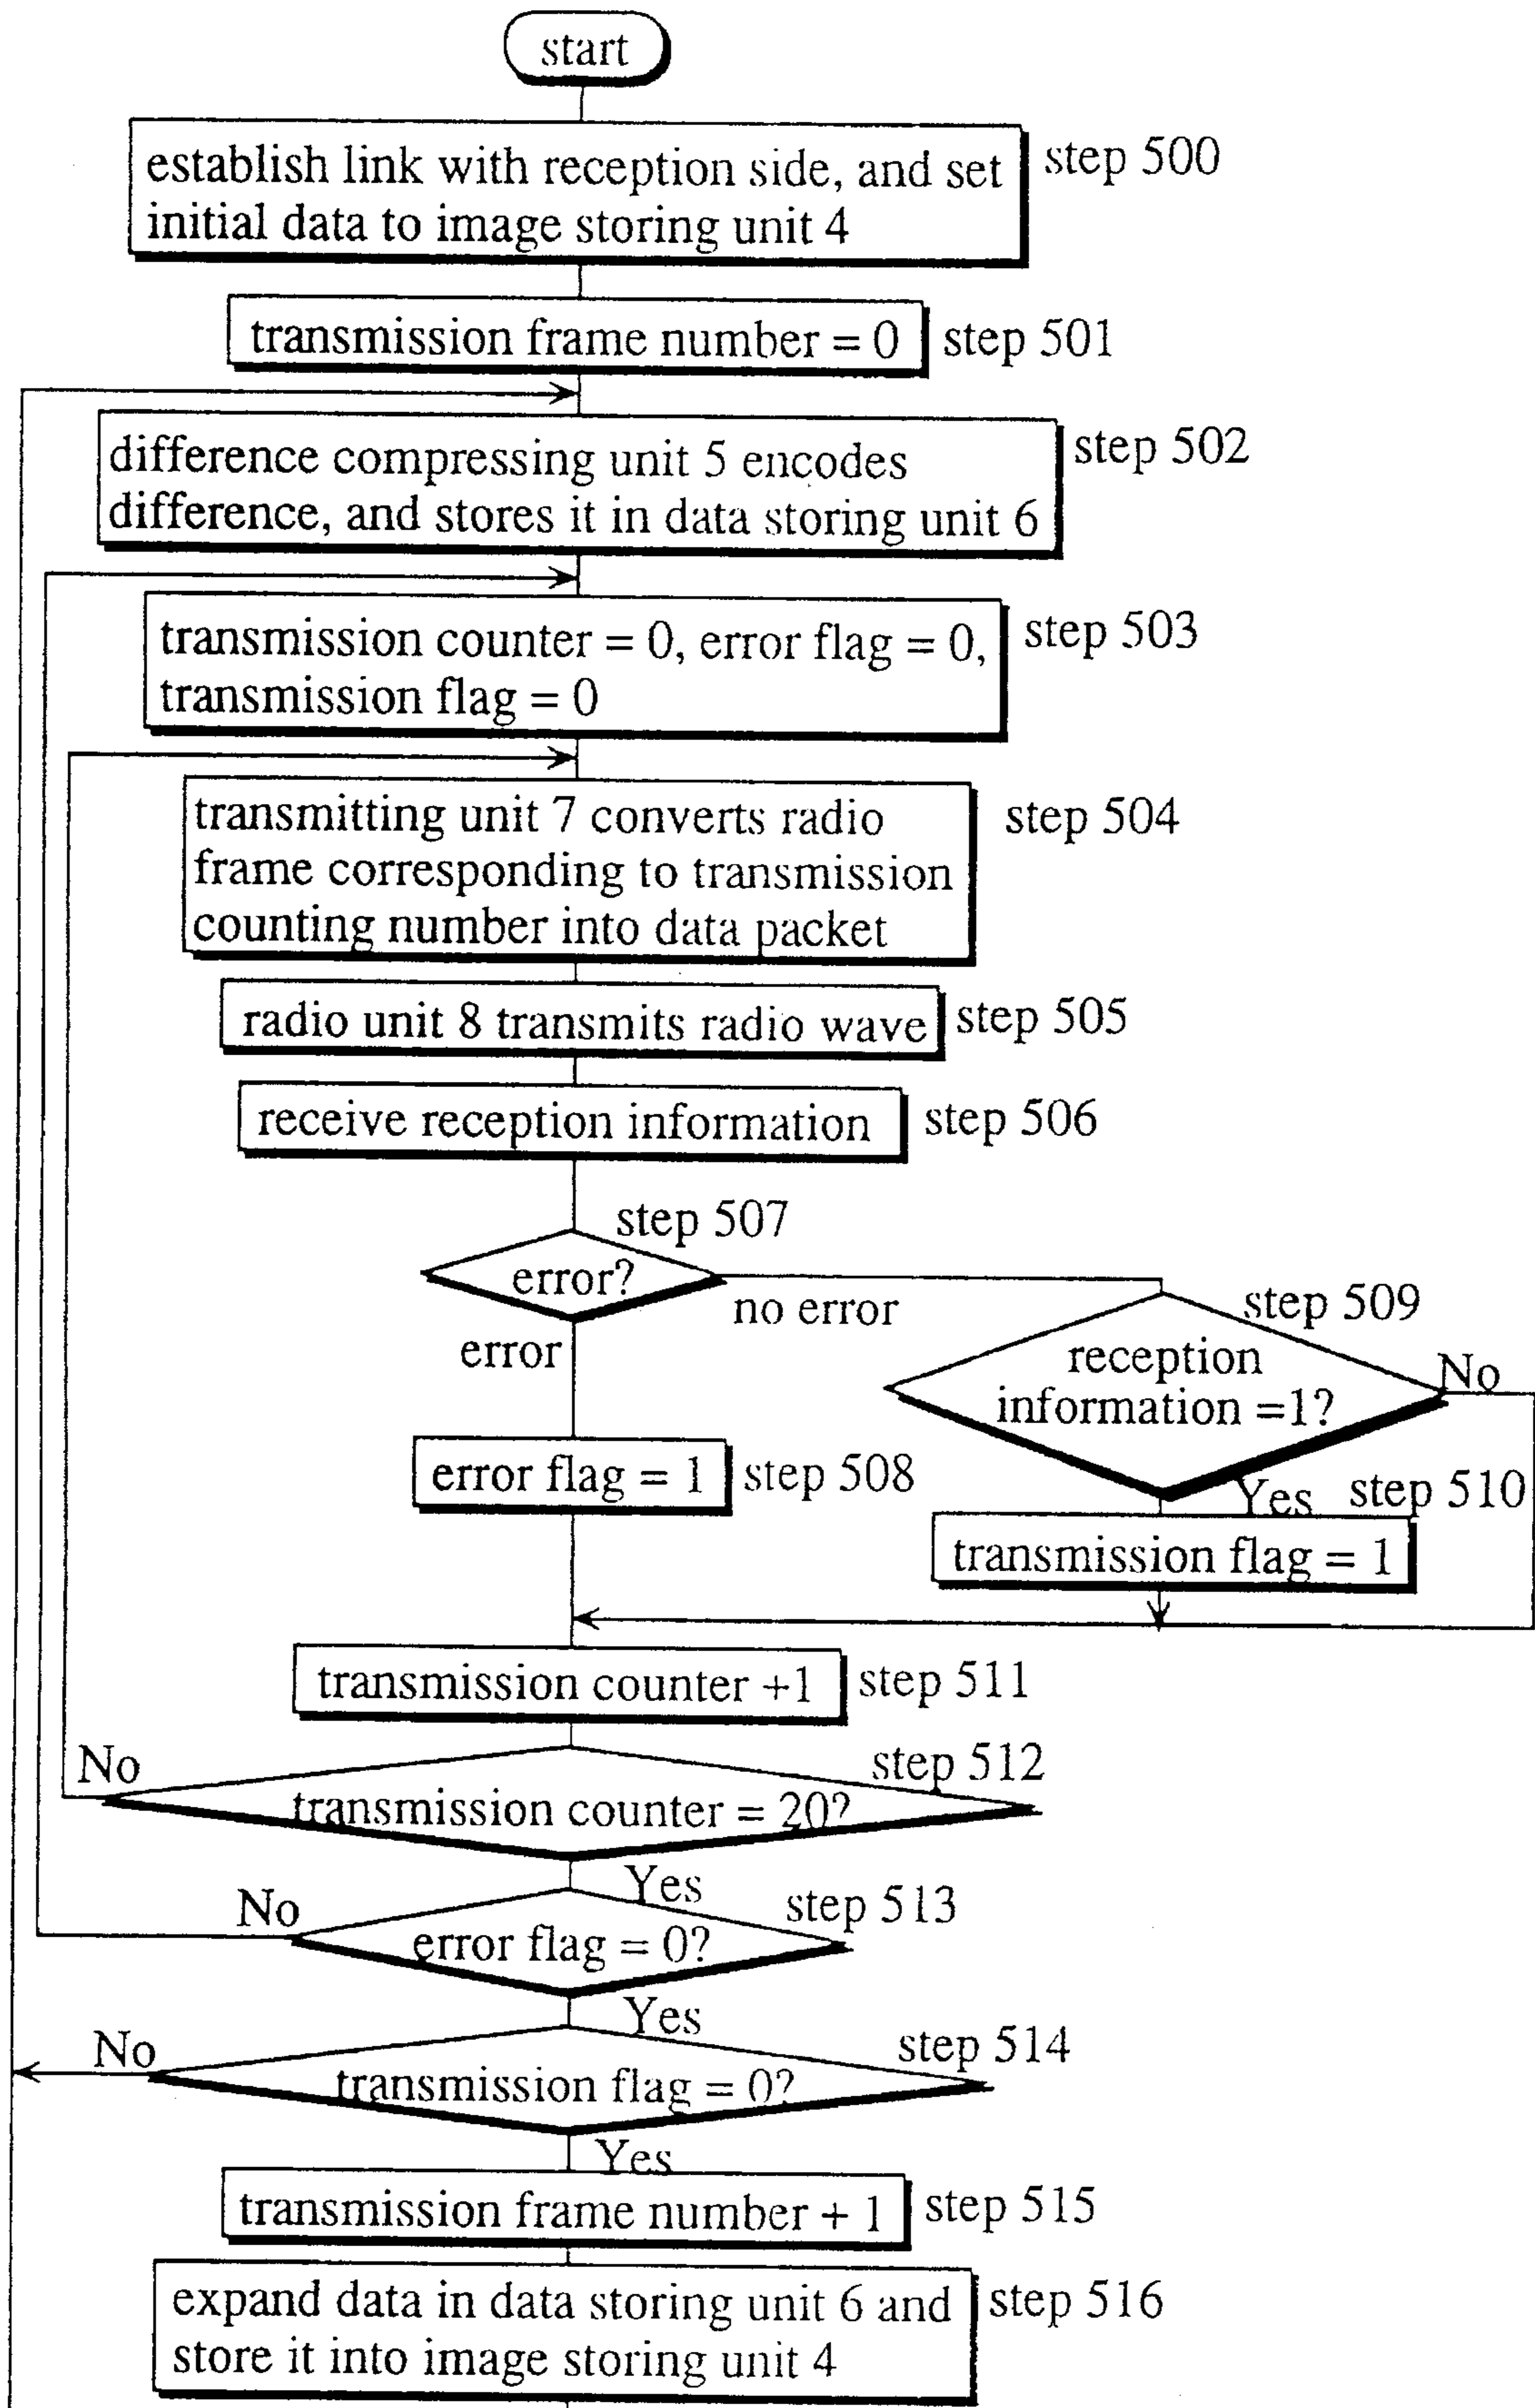 start
establish link with reception side, and set
initial data to image storing unit 4
step 500
transmission frame number = 0
step 501
difference compressing unit 5 encodes
difference, and stores it in data storing unit 6
step 502
transmission counter = 0, error flag = 0,
transmission flag = 0
step 503
transmitting unit 7 converts radio
frame corresponding to transmission
counting number into data packet
step 504
radio unit 8 transmits radio wave
step 505
receive reception information
step 506
step 507
error?
no error
error
step 509
reception
information =1?
No
error flag = 1
step 508
Yes
step 510
transmission flag = 1
transmission counter +1
step 511
No
step 512
transmission counter = 20?
Yes
No
step 513
error flag = 0?
Yes
No
step 514
transmission flag = 0?
Yes
transmission frame number + 1
step 515
expand data in data storing unit 6 and
store it into image storing unit 4
step 516